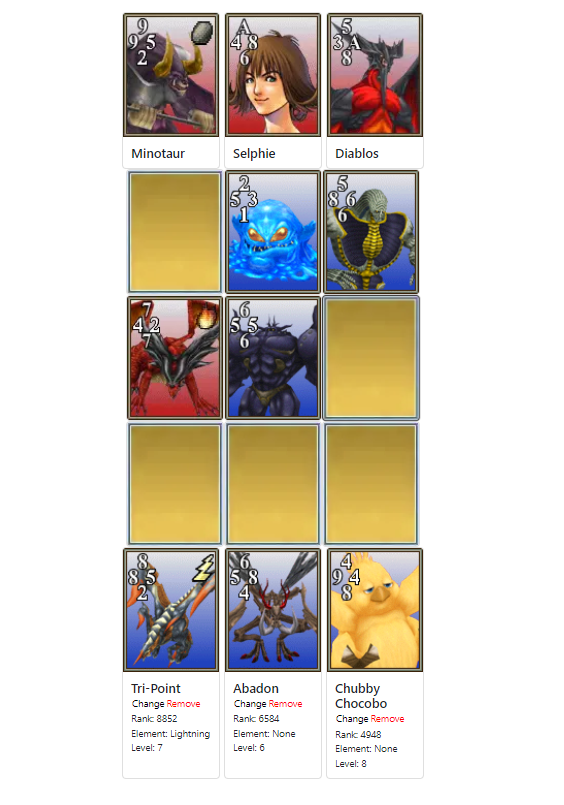 9
9 5
2
A
4 8
6
5
3 A
8
Minotaur
Selphie
Diablos
2
5 3
1
5
8 6
6
7
4 2
7
6
5 5
6
8
8 5
2
6
5 8
4
4
9 4
8
Tri-Point
Change Remove
Rank: 8852
Element: Lightning
Level: 7
Abadon
Change Remove
Rank: 6584
Element: None
Level: 6
Chubby
Chocobo
Change Remove
Rank: 4948
Element: None
Level: 8